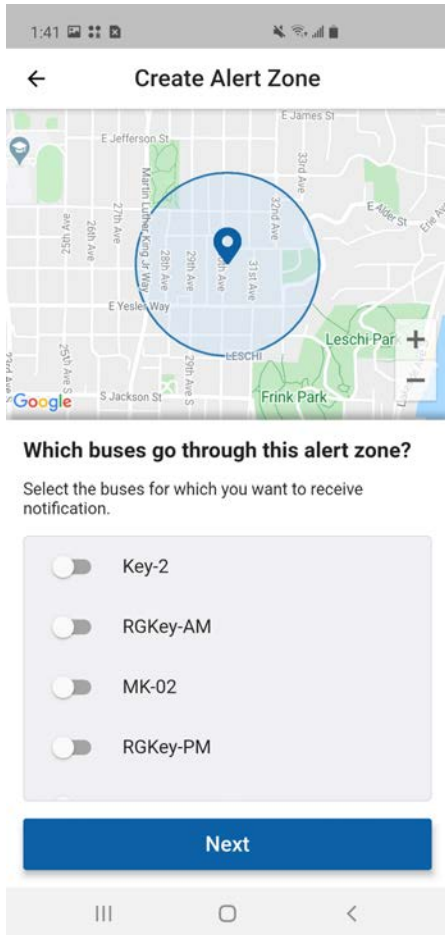 1:41
Create Alert Zone
E James St
E Jefferson St
33rd Ave
Martin Luther King Jr Way
32nd Ave
E Alder St
27th Ave
26th Ave
25th Ave
28th Ave
29th Ave
31st Ave
E Yesler Way
Leschi Par
+
LESCHI
25th Ave S
29th Ave S
−
S Jackson St
Frink Park
Google
Which buses go through this alert zone?
Select the buses for which you want to receive
notification.
Key-2
RGKey-AM
MK-02
RGKey-PM
Next